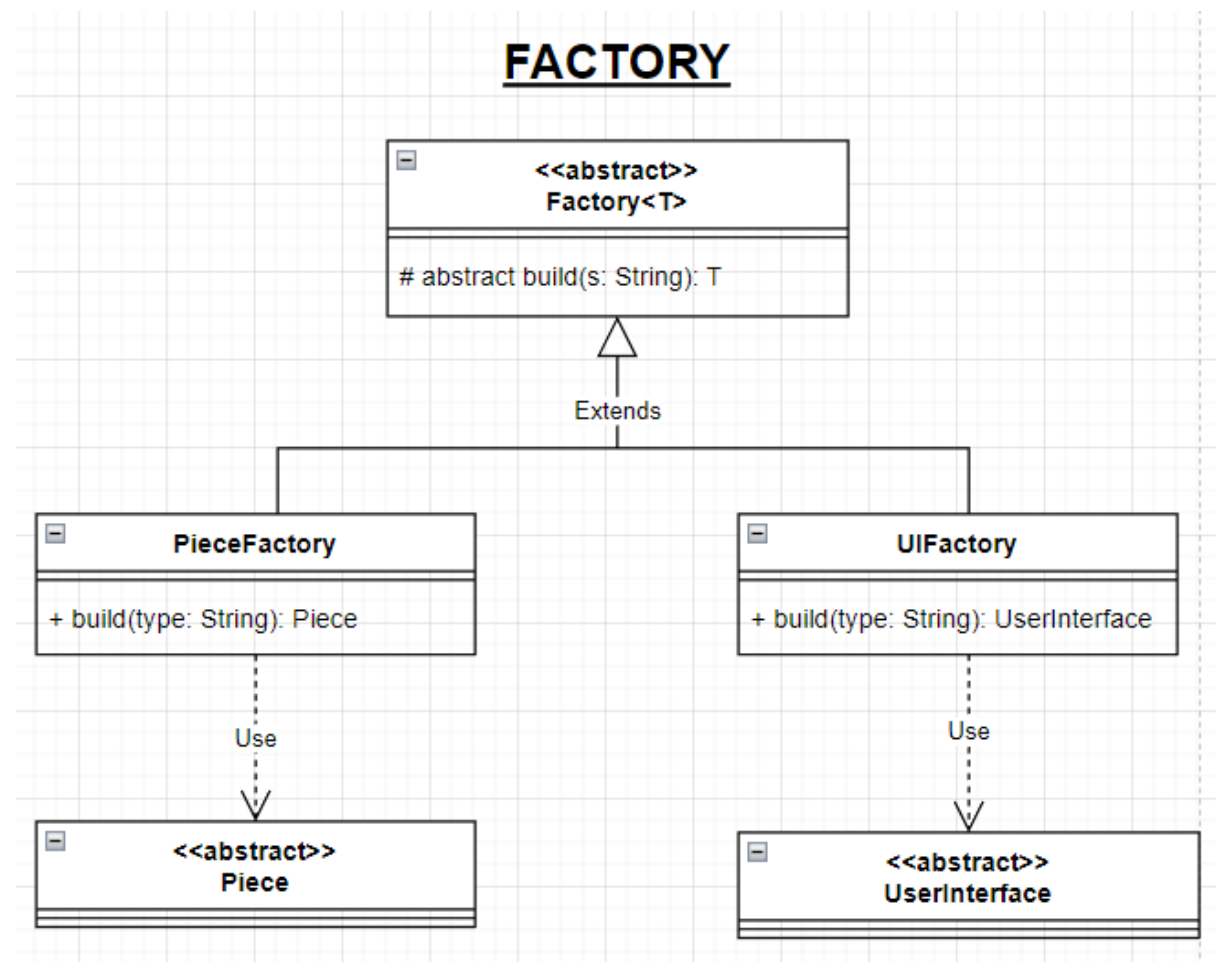 FACTORY
<<abstract>>
Factory<T>
# abstract build(s: String): T
Extends
PieceFactory
+ build(type: String): Piece
UIFactory
+ build(type: String): UserInterface
Use
Use
<<abstract>>
Piece
<<abstract>>
UserInterface